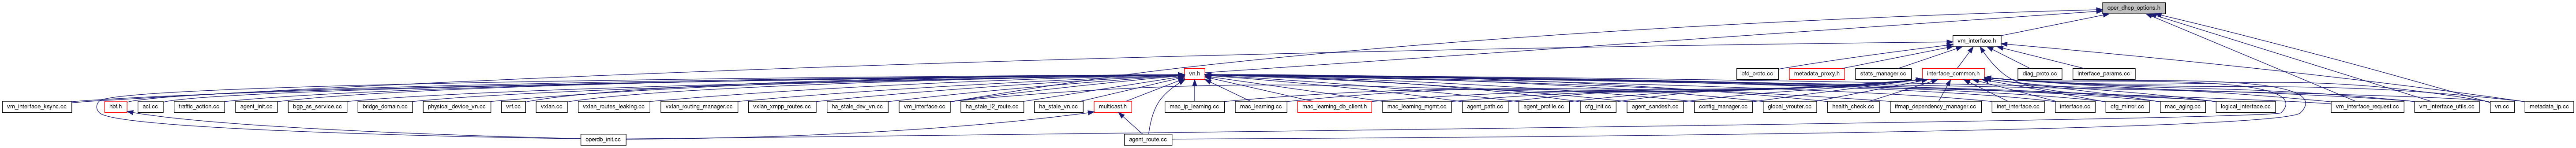 oper_dhcp_options.h
vm_interface.h
vn.h
bfd_proto.cc
metadata_proxy.h
stats_manager.cc
interface_common.h
diag_proto.cc
interface_params.cc
vm_interface_ksync.cc
hbf.h
acl.cc
traffic_action.cc
agent_init.cc
bgp_as_service.cc
bridge_domain.cc
physical_device_vn.cc
vrf.cc
vxlan.cc
vxlan_routes_leaking.cc
vxlan_routing_manager.cc
vxlan_xmpp_routes.cc
ha_stale_dev_vn.cc
vm_interface.cc
ha_stale_l2_route.cc
ha_stale_vn.cc
multicast.h
mac_ip_learning.cc
mac_learning.cc
mac_learning_db_client.h
mac_learning_mgmt.cc
agent_path.cc
agent_profile.cc
cfg_init.cc
agent_sandesh.cc
config_manager.cc
global_vrouter.cc
health_check.cc
ifmap_dependency_manager.cc
inet_interface.cc
interface.cc
cfg_mirror.cc
mac_aging.cc
logical_interface.cc
vm_interface_request.cc
vm_interface_utils.cc
vn.cc
metadata_ip.cc
operdb_init.cc
agent_route.cc